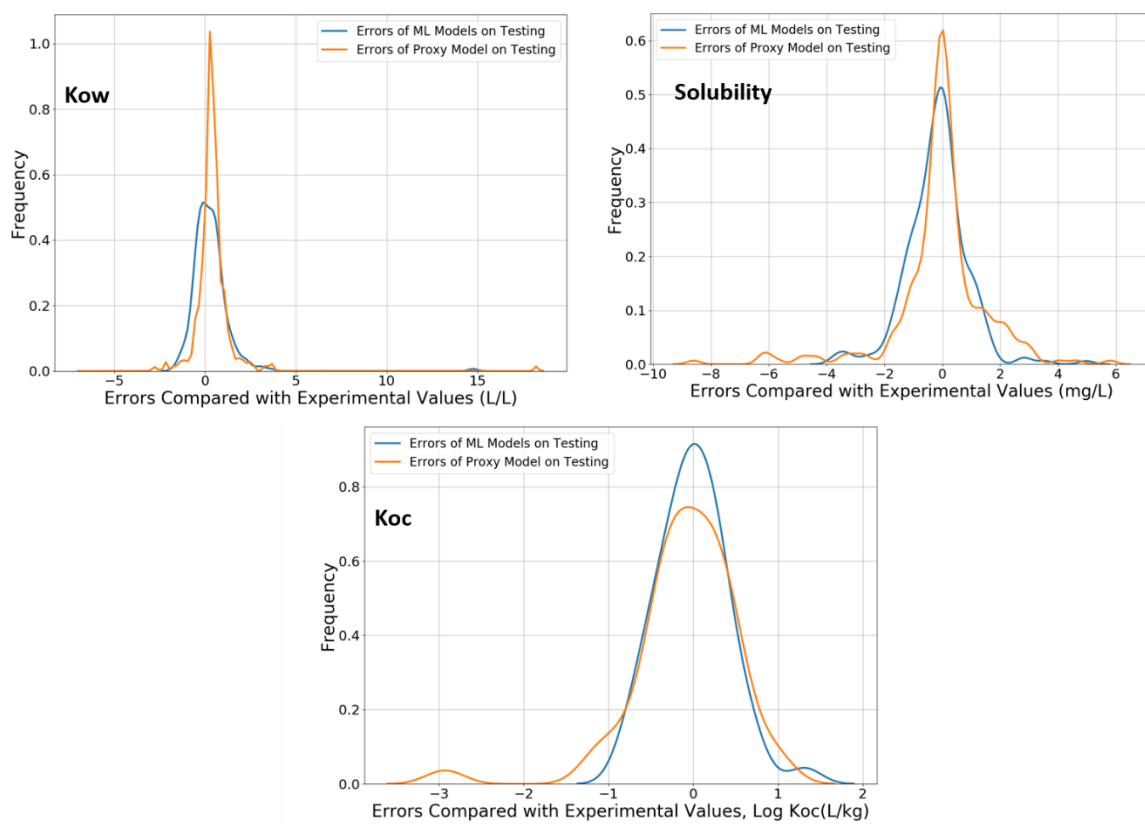 Errors of ML Models on Testing
Errors of Proxy Model on Testing
Kow
Frequency
1.0
0.8
0.6
0.4
0.2
0.0
−5
0
5
10
15
Errors Compared with Experimental Values (L/L)
Errors of ML Models on Testing
Errors of Proxy Model on Testing
Solubility
Frequency
0.6
0.5
0.4
0.3
0.2
0.1
0.0
−10
−8
−6
−4
−2
0
2
4
6
Errors Compared with Experimental Values (mg/L)
Errors of ML Models on Testing
Errors of Proxy Model on Testing
Koc
Frequency
0.8
0.6
0.4
0.2
0.0
−3
−2
−1
0
1
2
Errors Compared with Experimental Values, Log Koc(L/kg)